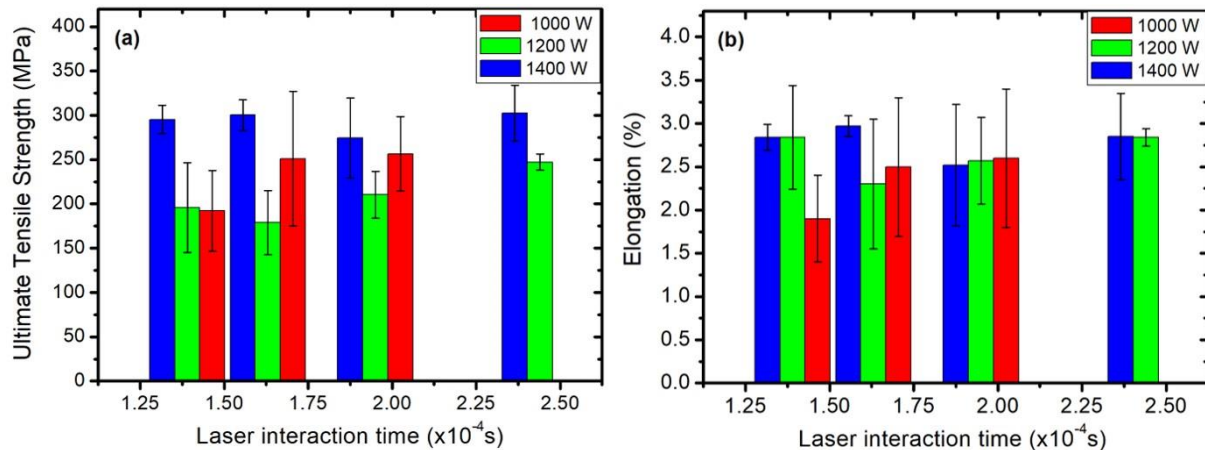 (a)
1000 W
1200 W
1400 W
Ultimate Tensile Strength (MPa)
400
350
300
250
200
150
100
50
0
1.25 1.50 1.75 2.00 2.25 2.50
Laser interaction time (x10⁻⁴s)
(b)
1000 W
1200 W
1400 W
Elongation (%)
4.0
3.5
3.0
2.5
2.0
1.5
1.0
0.5
0.0
1.25 1.50 1.75 2.00 2.25 2.50
Laser interaction time (x10⁻⁴s)